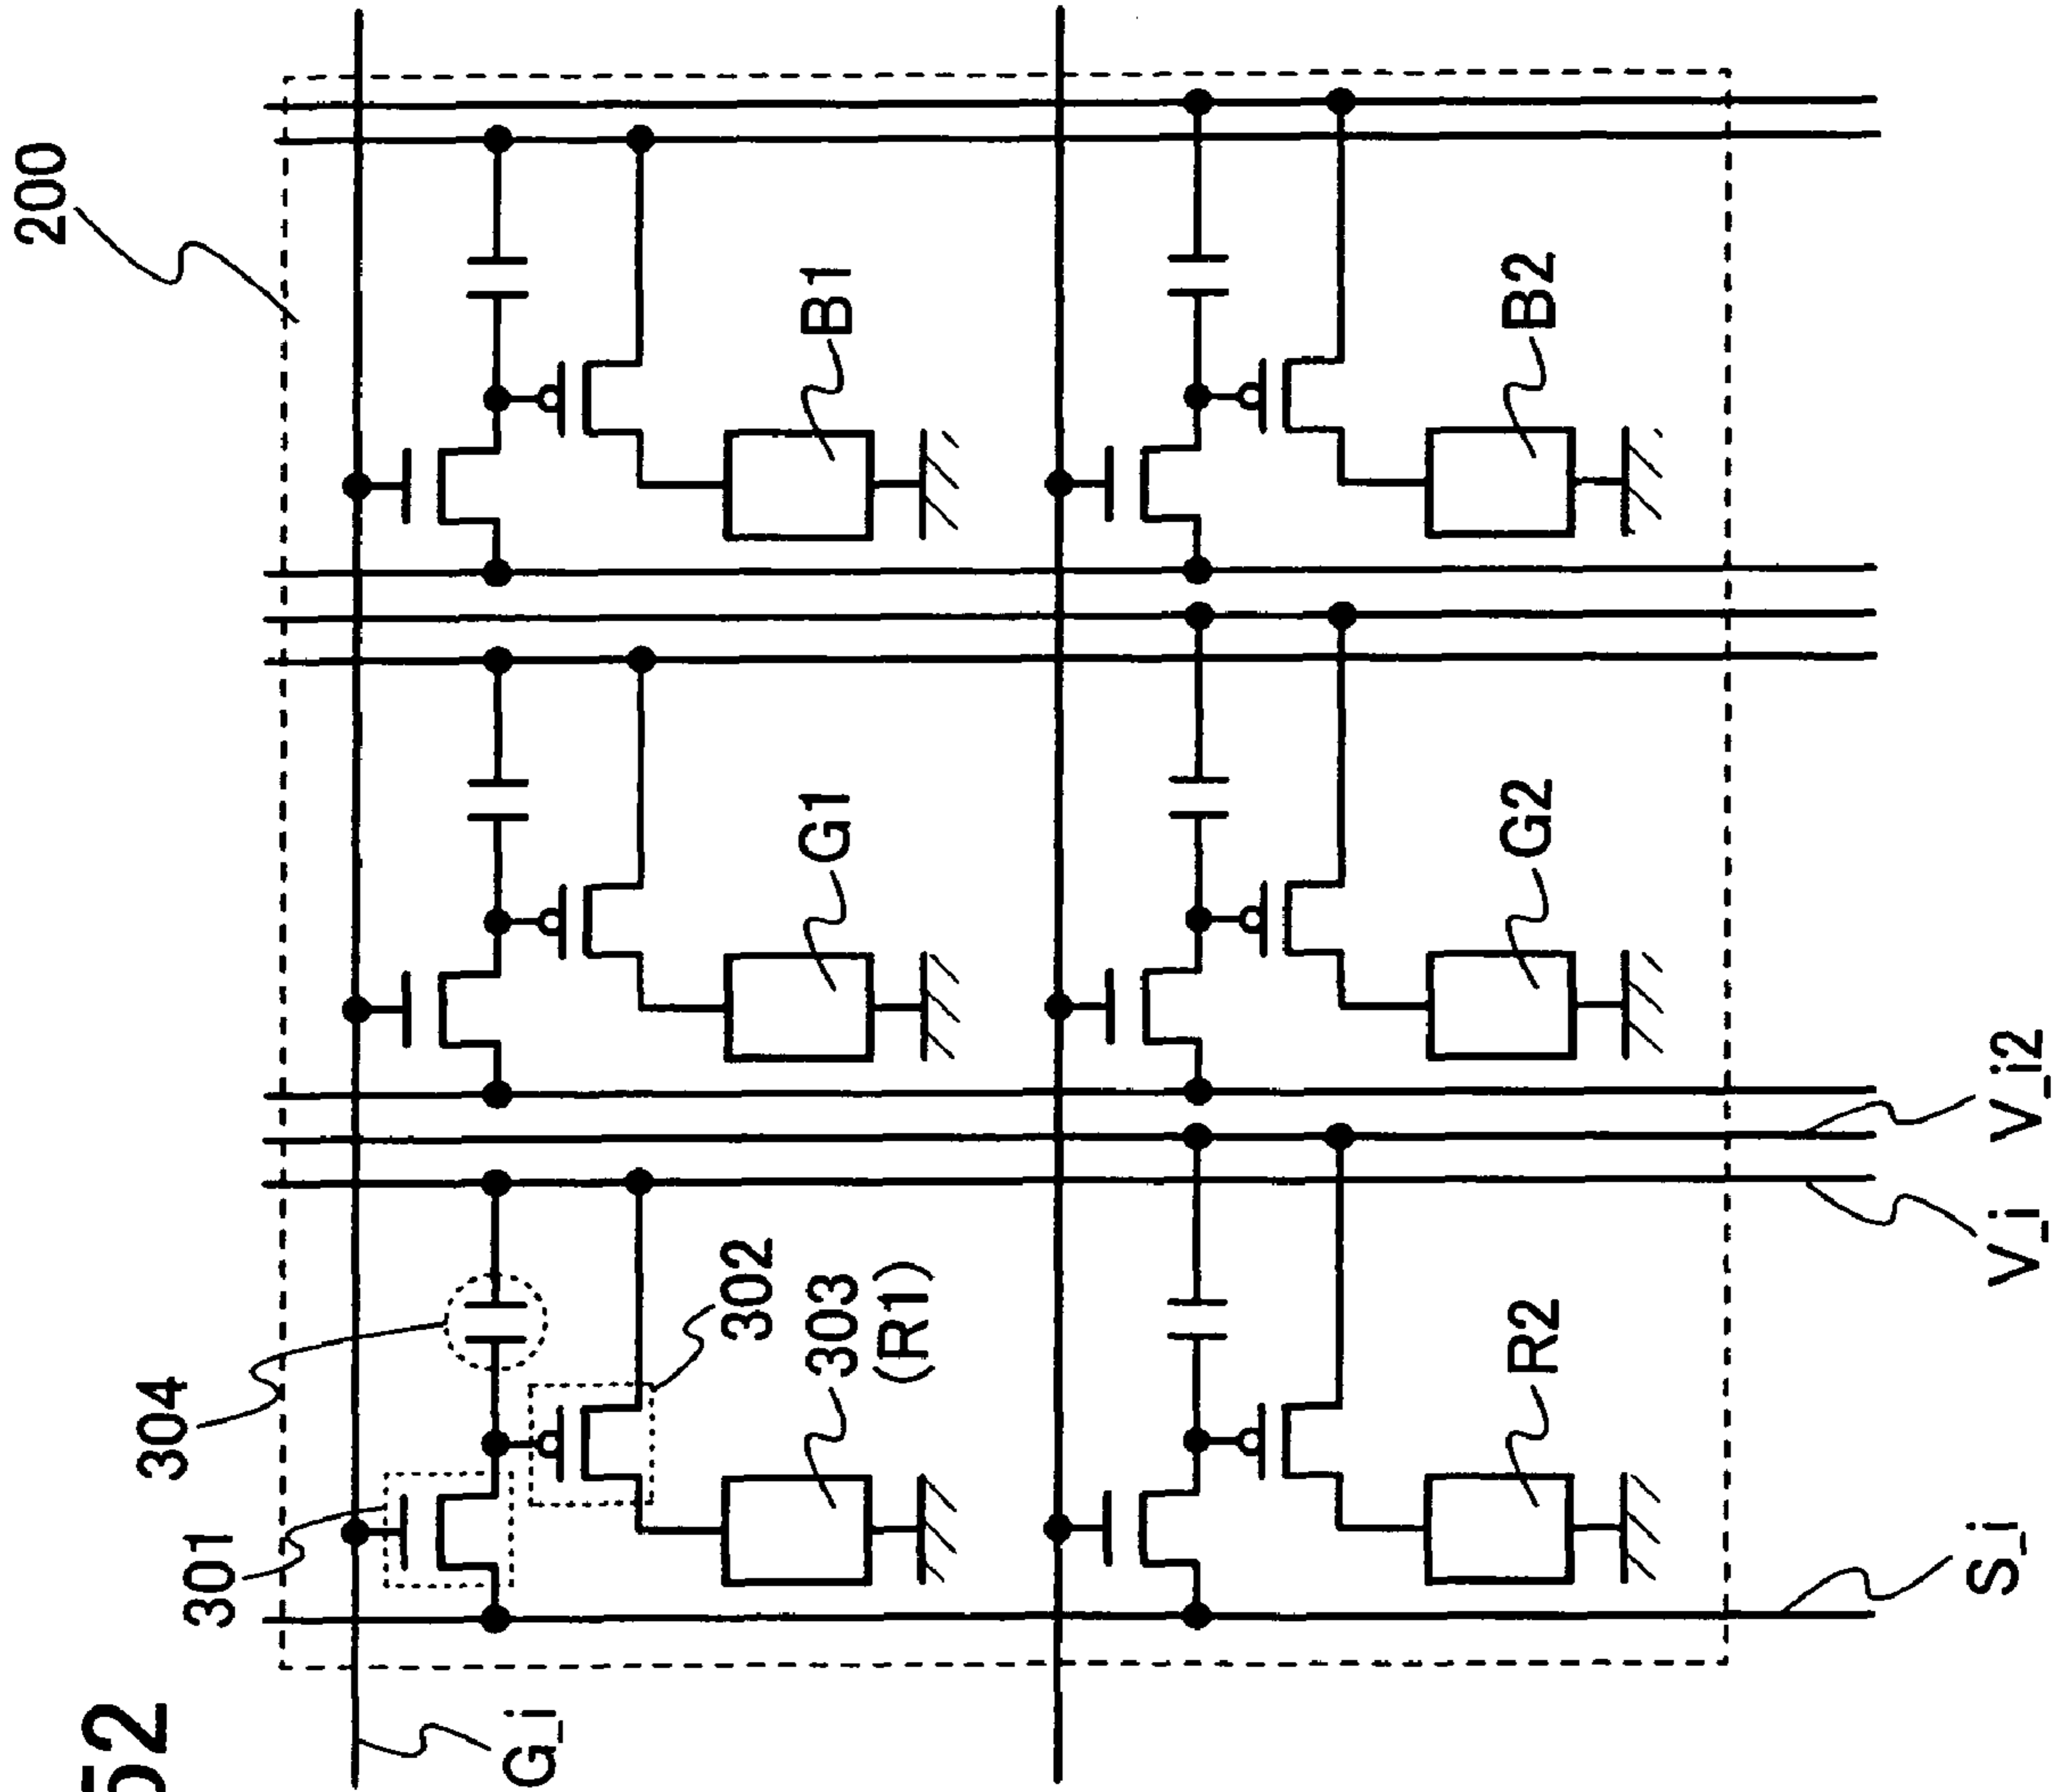 200
52
304
301
G_i
302
303
(R1)
G1
B1
R2
G2
B2
S_i
V_i
V_i2